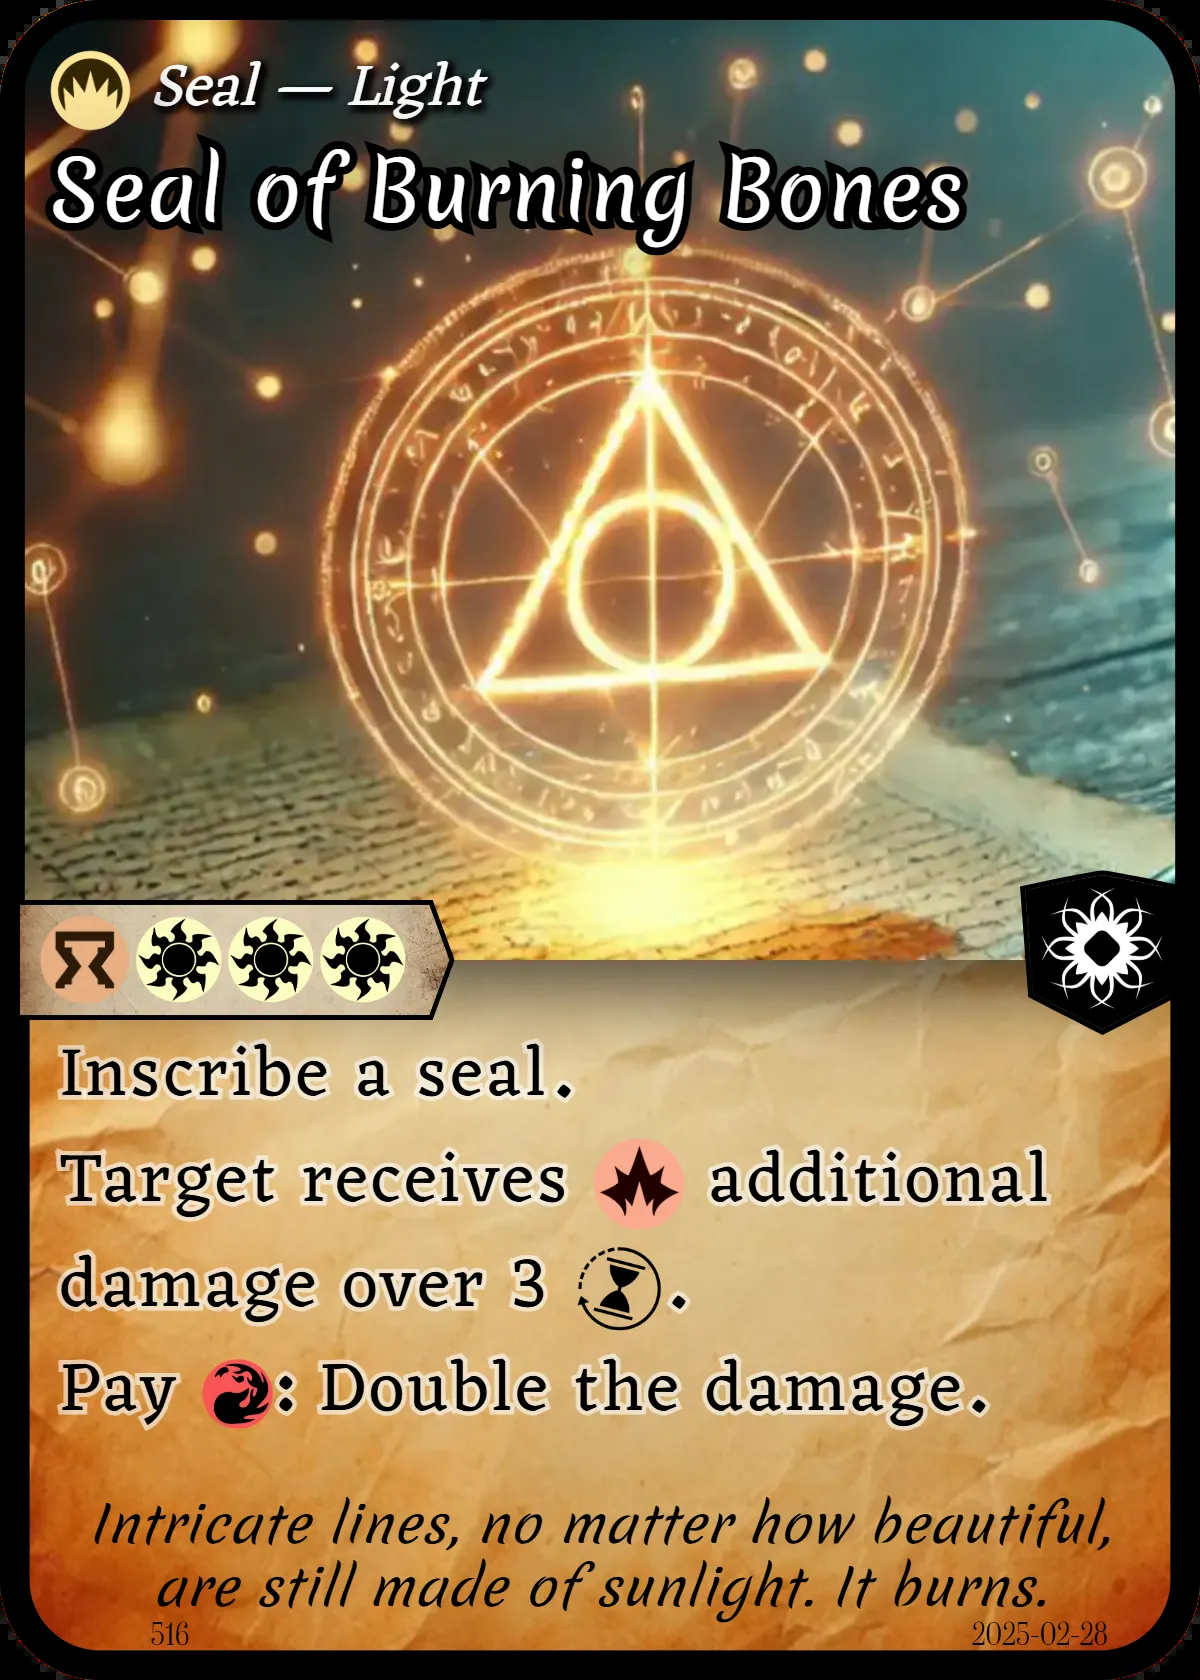 Seal — Light
Seal of Burning Bones
Inscribe a seal.
Target receives additional
damage over 3 .
Pay : Double the damage.
Intricate lines, no matter how beautiful,
are still made of sunlight. It burns.
516
2025-02-28